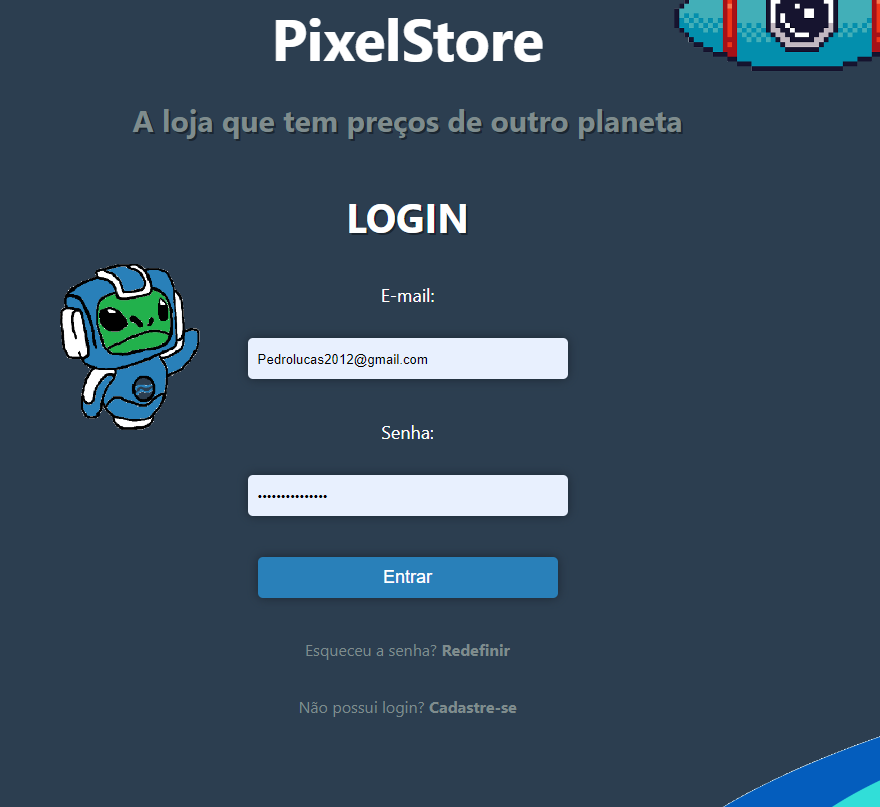 PixelStore
A loja que tem preços de outro planeta
LOGIN
E-mail:
Pedrolucas2012@gmail.com
Senha:
•••••••••••••••
Entrar
Esqueceu a senha? Redefinir
Não possui login? Cadastre-se